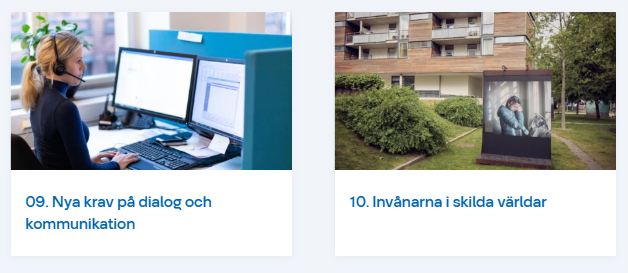 09. Nya krav på dialog och
kommunikation
10. Invånarna i skilda världar